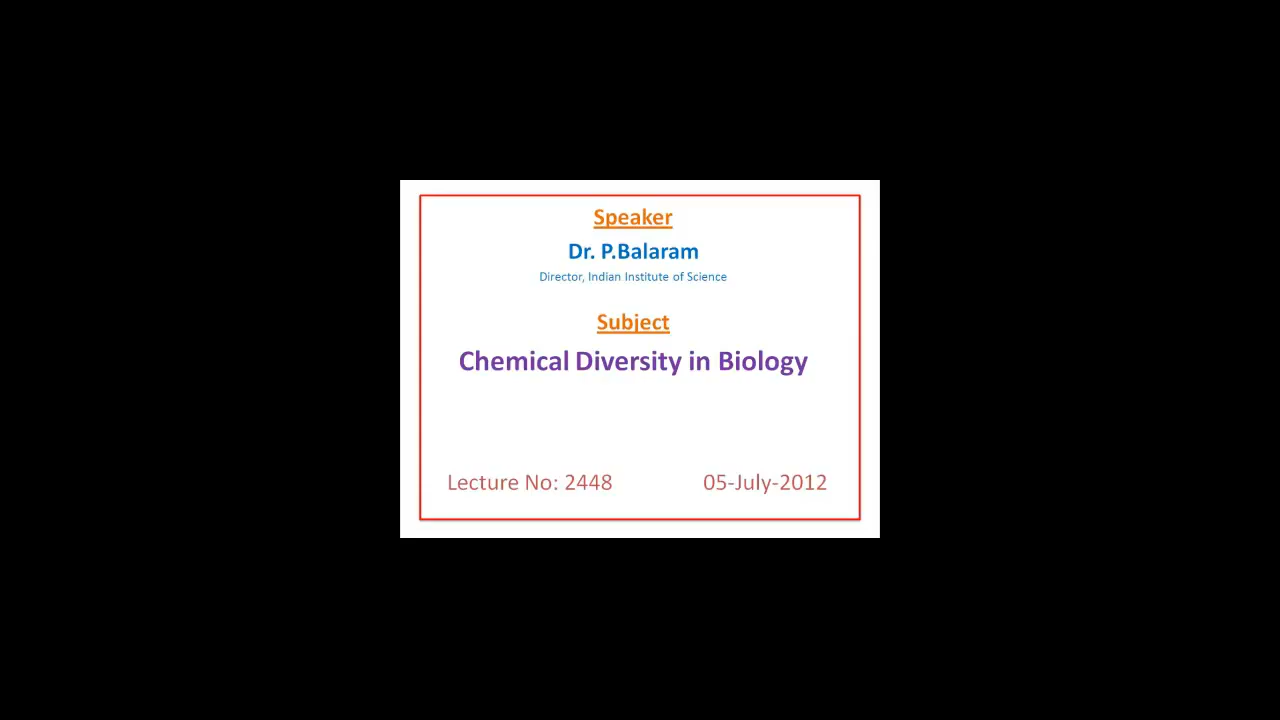 Speaker
Dr. P.Balaram
Director, Indian Institute of Science
Subject
Chemical Diversity in Biology
Lecture No: 2448 05-July-2012